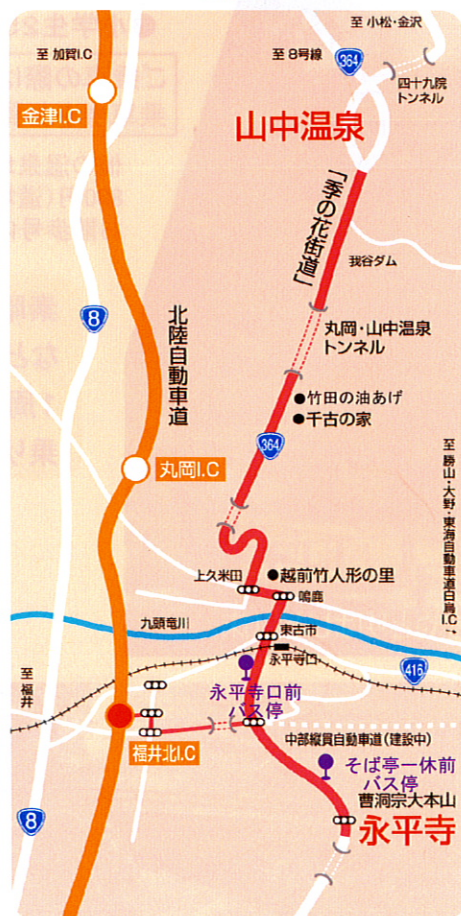 至 小松・金沢
至 加賀I.C
至 8号線
364
四十九院
トンネル
金津I.C
山中温泉
「季の花街道」
我谷ダム
8
北陸自動車道
丸岡・山中温泉
トンネル
●竹田の油あげ
●千古の家
364
丸岡I.C
至 勝山・大野・東海自動車道白鳥I.C
上久米田
●越前竹人形の里
鳴鹿
九頭竜川
東古市
永平寺口
416
至 福井
永平寺口前
バス停
福井北I.C
中部縦貫自動車道(建設中)
そば亭一休前
バス停
8
曹洞宗大本山
永平寺